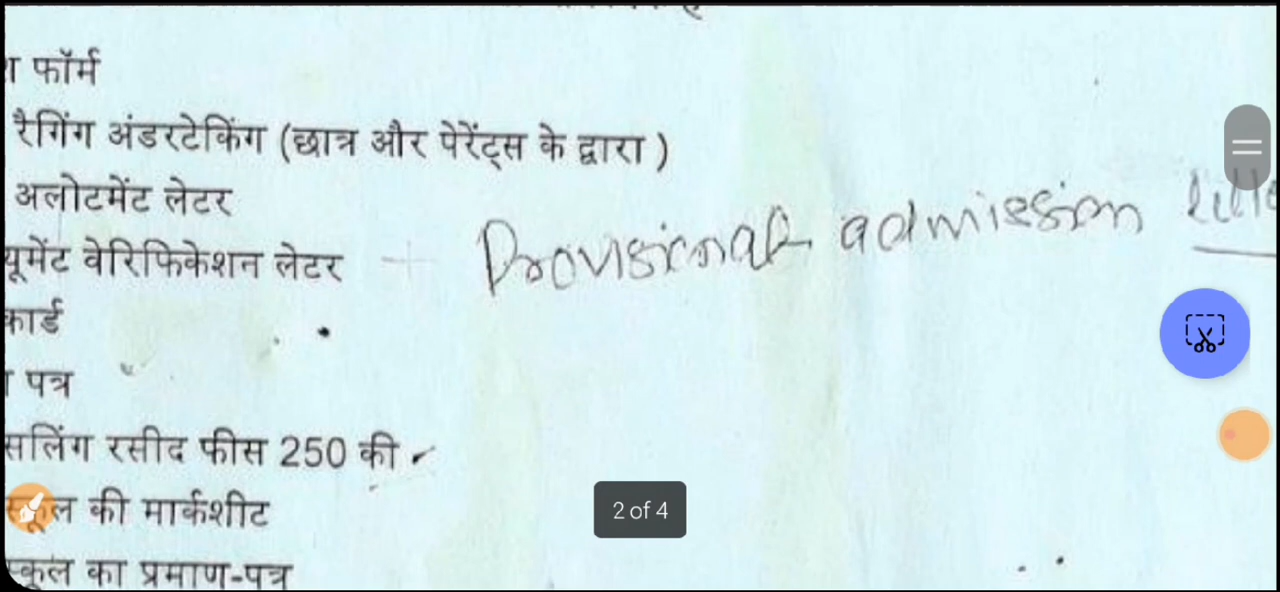 फॉर्म
रैगिंग अंडरटेकिंग (छात्र और पेरेंट्स के द्वारा )
अलोटमेंट लेटर
यूमेंट वेरिफिकेशन लेटर + Provisional admission
कार्ड
पत्र
सलिंग रसीद फीस 250 की
की मार्कशीट
स्कूल का प्रमाण-पत्र
2 of 4